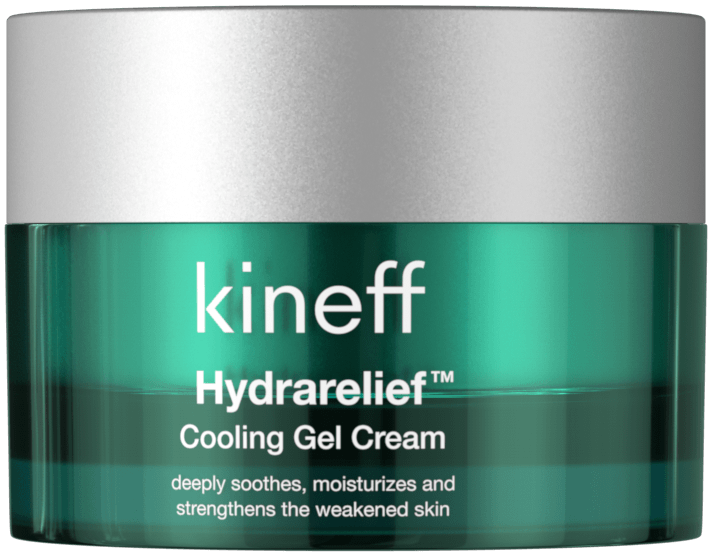 kineff
Hydrarelief™
Cooling Gel Cream
deeply soothes, moisturizes and
strengthens the weakened skin